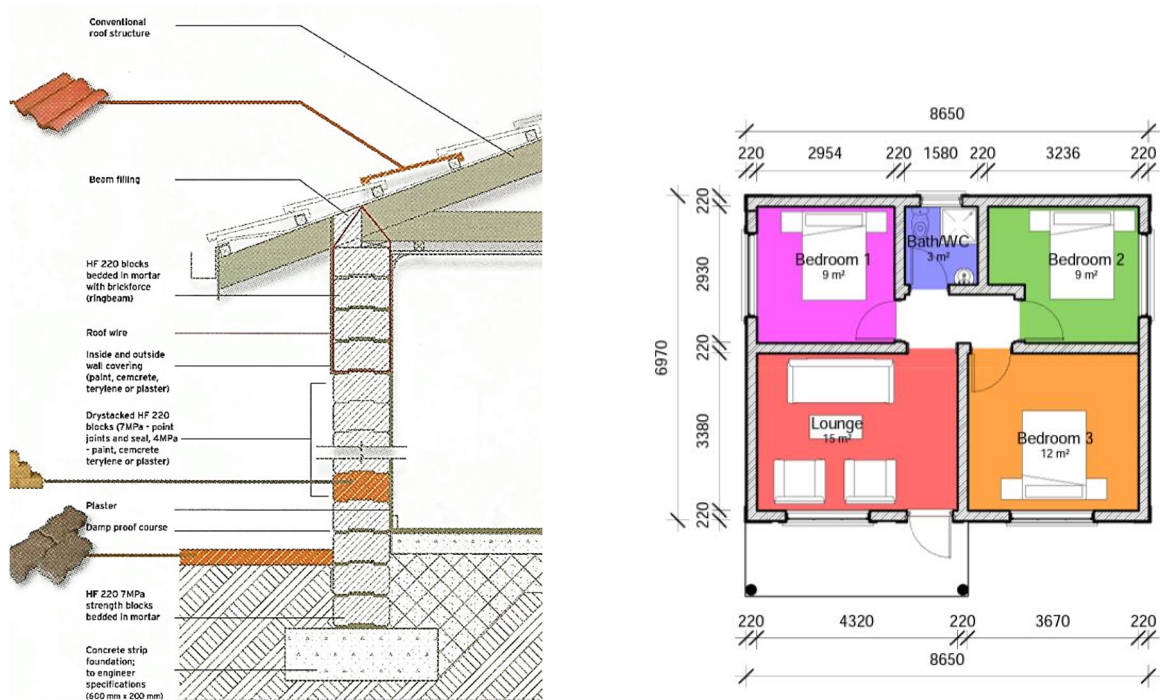 Conventional
roof structure
Beam filling
HF 220 blocks
bedded in mortar
with brickforce
(ringbeam)
Roof wire
Inside and outside
wall covering
(paint, cemcrete,
terylene or plaster)
Drystacked HF 220
blocks (7MPa - point
joints and seal, 4MPa
- paint, cemcrete
terylene or plaster)
Plaster
Damp proof course
HF 220 7MPa
strength blocks
bedded in mortar
Concrete strip
foundation;
to engineer
specifications
(600 mm x 200 mm)
8650
220 2954 220 1580 220 3236 220
220
2930
220
3380
220
6970
Bedroom 1
9 m²
Bath/WC
3 m²
Bedroom 2
9 m²
Lounge
15 m²
Bedroom 3
12 m²
220 4320 220 3670 220
8650